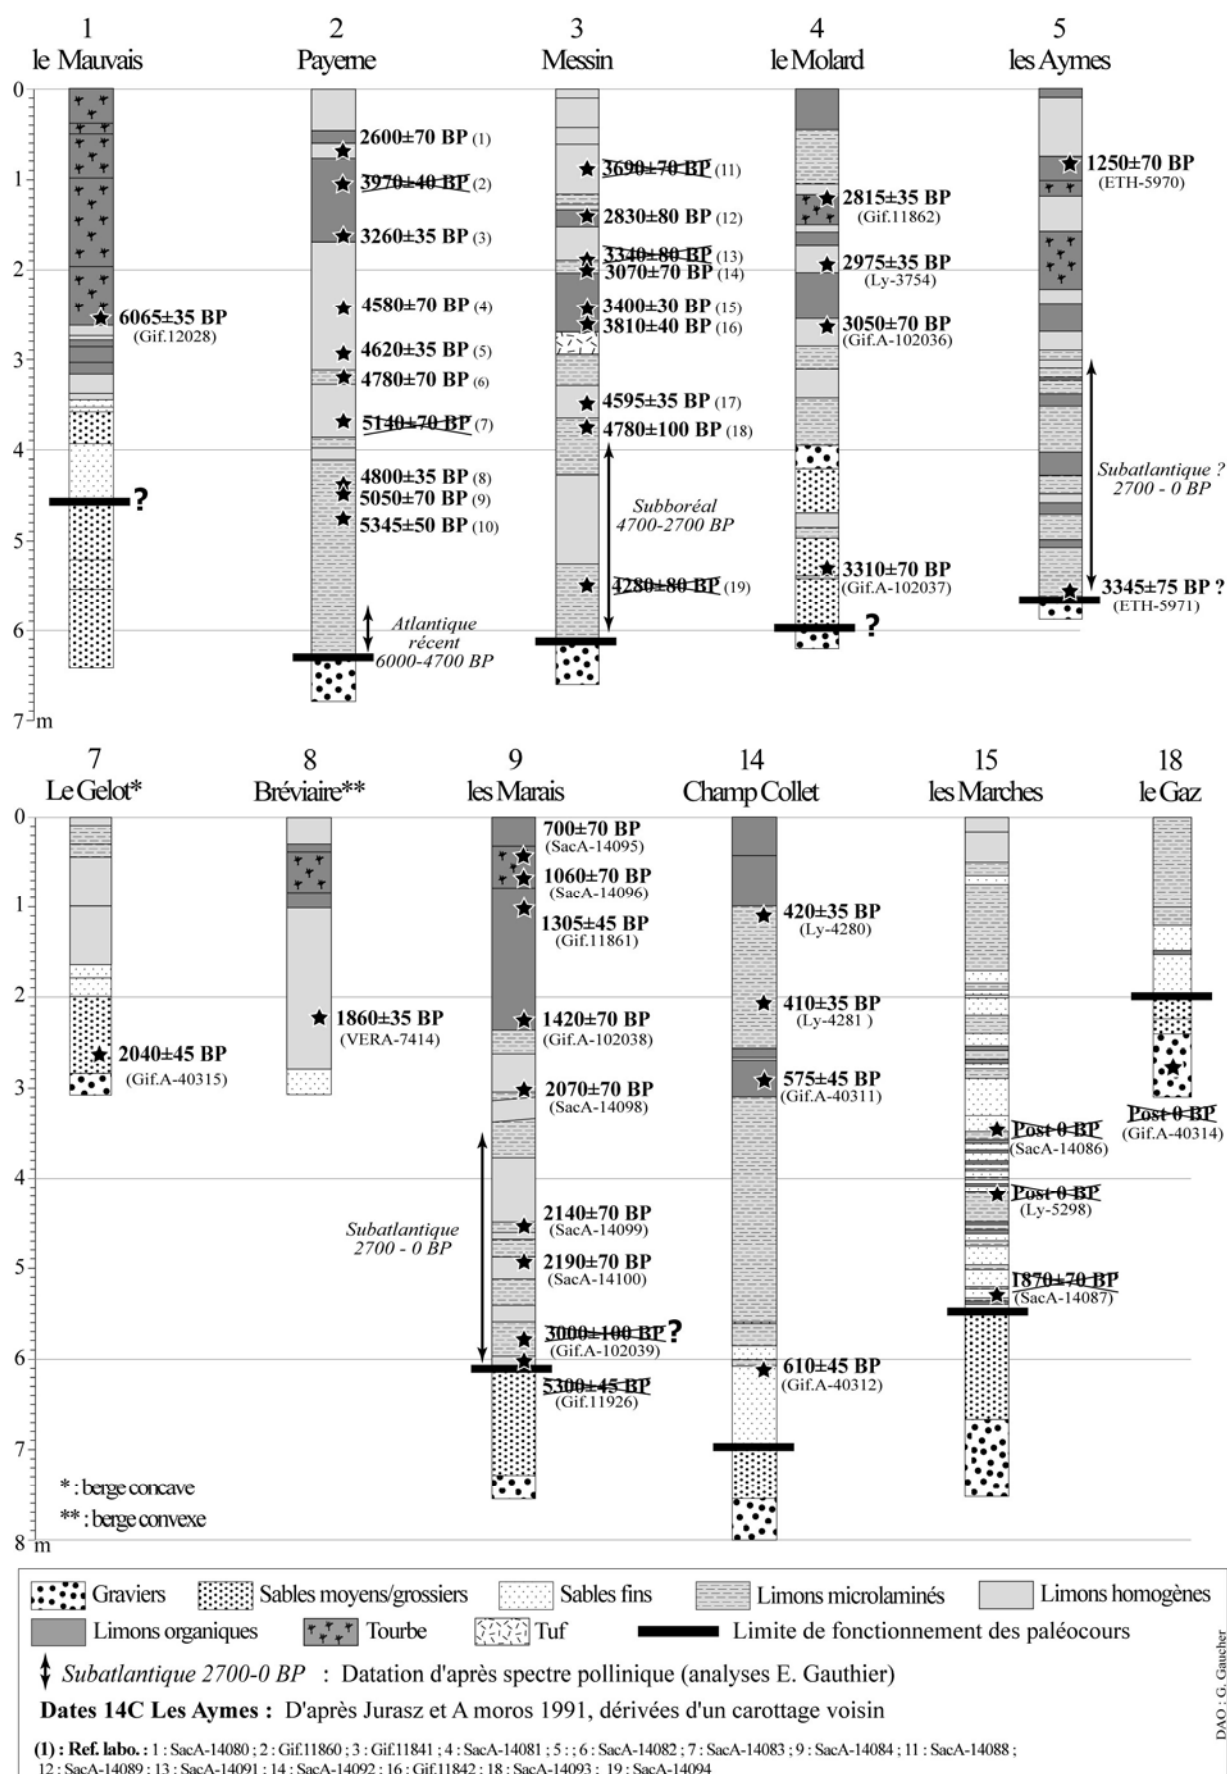 1 2 3 4 5
le Mauvais Payerne Messin le Molard les Aymes
0
2600±70 BP (1)
3690±70 BP (11)
1250±70 BP
(ETH-5970)
1
3970±40 BP (2)
2815±35 BP
(Gif.11862)
2830±80 BP (12)
3260±35 BP (3)
3340±80 BP (13)
3070±70 BP (14)
2975±35 BP
(Ly-3754)
2
6065±35 BP
(Gif.12028)
4580±70 BP (4)
3400±30 BP (15)
3810±40 BP (16)
3050±70 BP
(Gif.A-102036)
4620±35 BP (5)
3
4780±70 BP (6)
5140±70 BP (7)
4595±35 BP (17)
4780±100 BP (18)
4
4800±35 BP (8)
5050±70 BP (9)
5345±50 BP (10)
?
Subboréal
4700-2700 BP
Subatlantique ?
2700 - 0 BP
5
4280±80 BP (19)
3310±70 BP
(Gif.A-102037)
3345±75 BP ?
(ETH-5971)
6
Atlantique
récent
6000-4700 BP
?
7 m
7 8 9 14 15 18
Le Gelot* Bréviaire** les Marais Champ Collet les Marches le Gaz
0
700±70 BP
(SacA-14095)
1060±70 BP
(SacA-14096)
1
1305±45 BP
(Gif.11861)
420±35 BP
(Ly-4280)
2
1860±35 BP
(VERA-7414)
1420±70 BP
(Gif.A-102038)
410±35 BP
(Ly-4281 )
2040±45 BP
(Gif.A-40315)
2070±70 BP
(SacA-14098)
575±45 BP
(Gif.A-40311)
3
Post 0 BP
(SacA-14086)
Post 0 BP
(Gif.A-40314)
4
Post 0 BP
(Ly-5298)
Subatlantique
2700 - 0 BP
2140±70 BP
(SacA-14099)
2190±70 BP
(SacA-14100)
5
1870±70 BP
(SacA-14087)
3000±100 BP ?
(Gif.A-102039)
6
5300±45 BP
(Gif.11926)
610±45 BP
(Gif.A-40312)
7
* : berge concave
** : berge convexe
8 m
Graviers Sables moyens/grossiers Sables fins Limons microlaminés Limons homogènes
Limons organiques Tourbe Tuf Limite de fonctionnement des paléocours
Subatlantique 2700-0 BP : Datation d'après spectre pollinique (analyses E. Gauthier)
Dates 14C Les Aymes : D'après Jurasz et A moros 1991, dérivées d'un carottage voisin
(1) : Ref. labo. : 1 : SacA-14080 ; 2 : Gif.11860 ; 3 : Gif.11841 ; 4 : SacA-14081 ; 5 : ; 6 : SacA-14082 ; 7 : SacA-14083 ; 9 : SacA-14084 ; 11 : SacA-14088 ;
12 : SacA-14089 ; 13 : SacA-14091 ; 14 : SacA-14092 ; 16 : Gif.11842 ; 18 : SacA-14093 ; 19 : SacA-14094
DAO : G. Gaucher